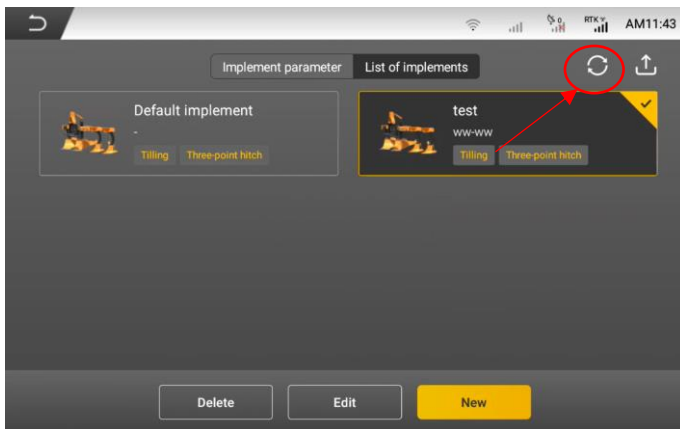 0
RTK
AM11:43
Implement parameter
List of implements
Default implement
-
Tilling
Three-point hitch
test
ww-ww
Tilling
Three-point hitch
Delete
Edit
New